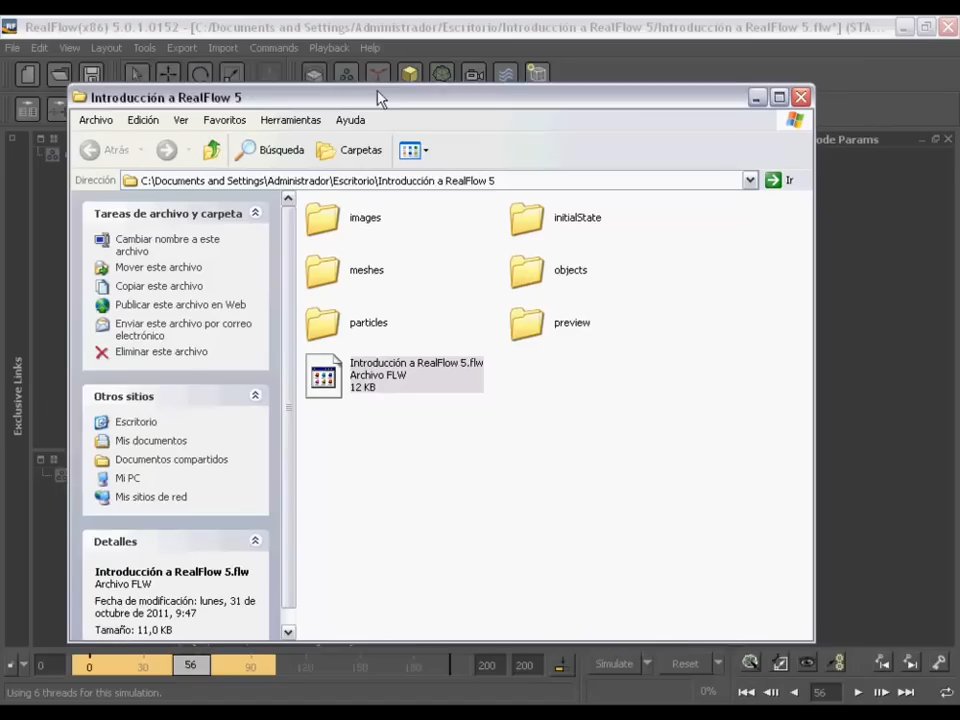 RealFlow(x86) 5.0.1.0152 - [C:/Documents and Settings/Administrador/Escritorio/Introducción a RealFlow 5/Introducción a RealFlow 5.flw*] (STA...
File Edit View Layout Tools Export Import Commands Playback Help
Introducción a RealFlow 5
Archivo Edición Ver Favoritos Herramientas Ayuda
ode Params
Atrás Búsqueda Carpetas
Dirección C:\Documents and Settings\Administrador\Escritorio\Introducción a RealFlow 5 Ir
Tareas de archivo y carpeta
Cambiar nombre a este
archivo
Mover este archivo
Copiar este archivo
Publicar este archivo en Web
Enviar este archivo por correo
electrónico
Eliminar este archivo
Otros sitios
Escritorio
Mis documentos
Documentos compartidos
Mi PC
Mis sitios de red
Detalles
Introducción a RealFlow 5.flw
Archivo FLW
Fecha de modificación: lunes, 31 de
octubre de 2011, 9:47
Tamaño: 11,0 KB
images
initialState
meshes
objects
particles
preview
Introducción a RealFlow 5.flw
Archivo FLW
12 KB
Exclusive Links
0 0 30 56 90 120 150 180 200 200 Simulate Reset
Using 6 threads for this simulation.
0% 56